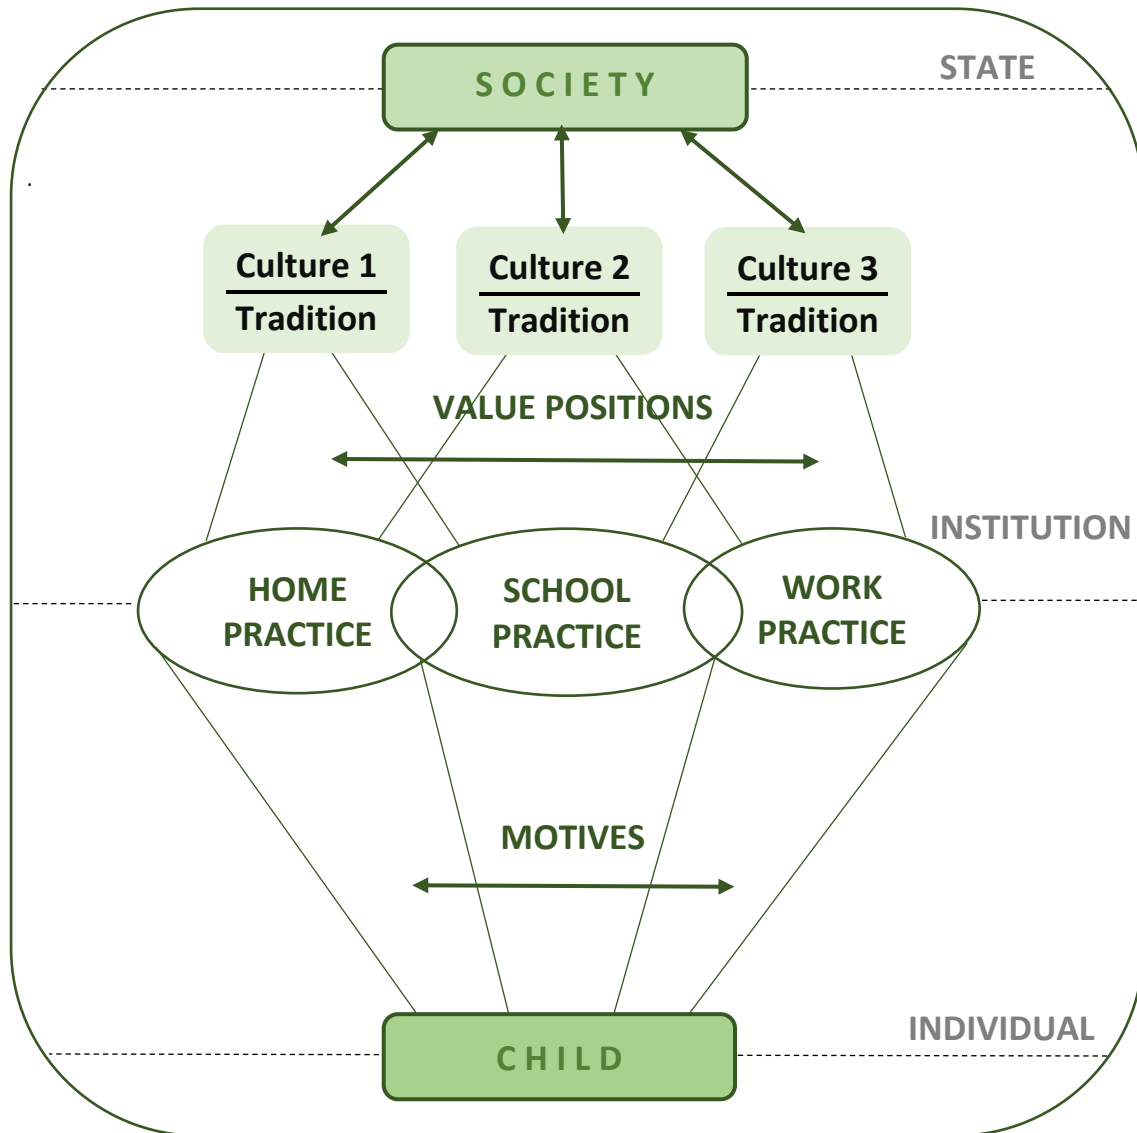 STATE
SOCIETY
.
Culture 1
Tradition
Culture 2
Tradition
Culture 3
Tradition
VALUE POSITIONS
INSTITUTION
HOME
PRACTICE
SCHOOL
PRACTICE
WORK
PRACTICE
MOTIVES
INDIVIDUAL
CHILD